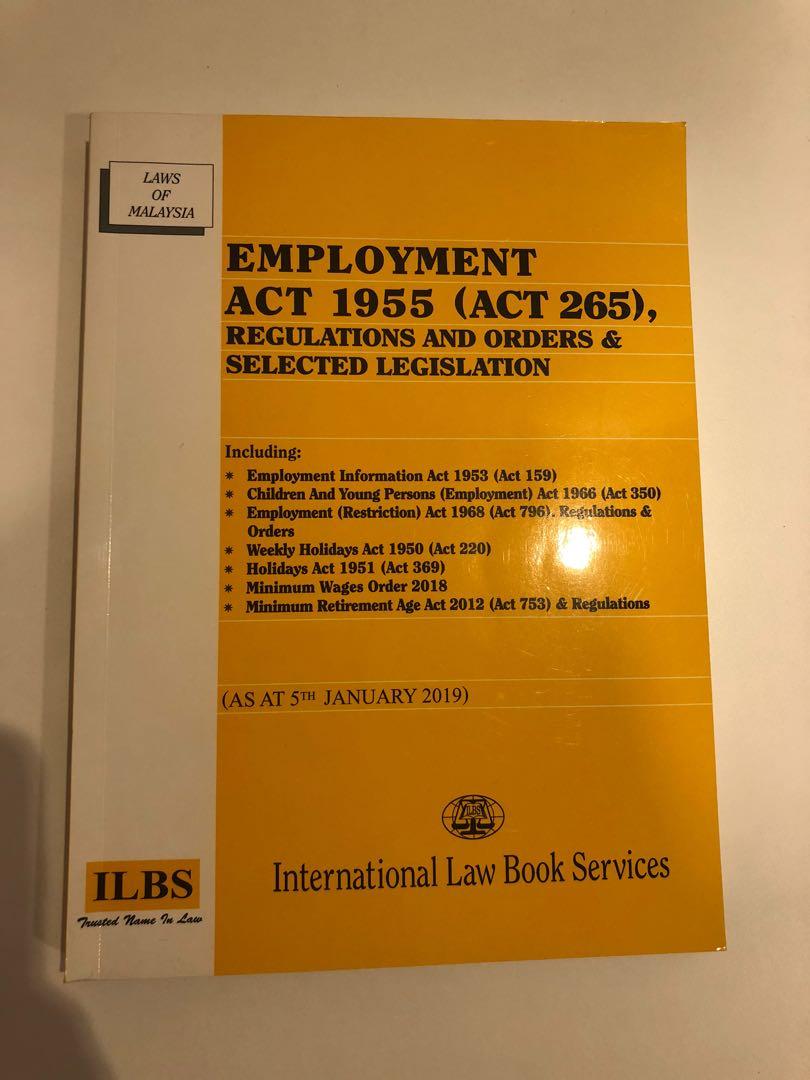 LAWS
OF
MALAYSIA
EMPLOYMENT
ACT 1955 (ACT 265),
REGULATIONS AND ORDERS &
SELECTED LEGISLATION
Including:
* Employment Information Act 1953 (Act 159)
* Children And Young Persons (Employment) Act 1966 (Act 350)
* Employment (Restriction) Act 1968 (Act 796). Regulations &
Orders
* Weekly Holidays Act 1950 (Act 220)
* Holidays Act 1951 (Act 369)
* Minimum Wages Order 2018
* Minimum Retirement Age Act 2012 (Act 753) & Regulations
(AS AT 5TH JANUARY 2019)
ILBS
International Law Book Services
ILBS
Trusted Name In Law